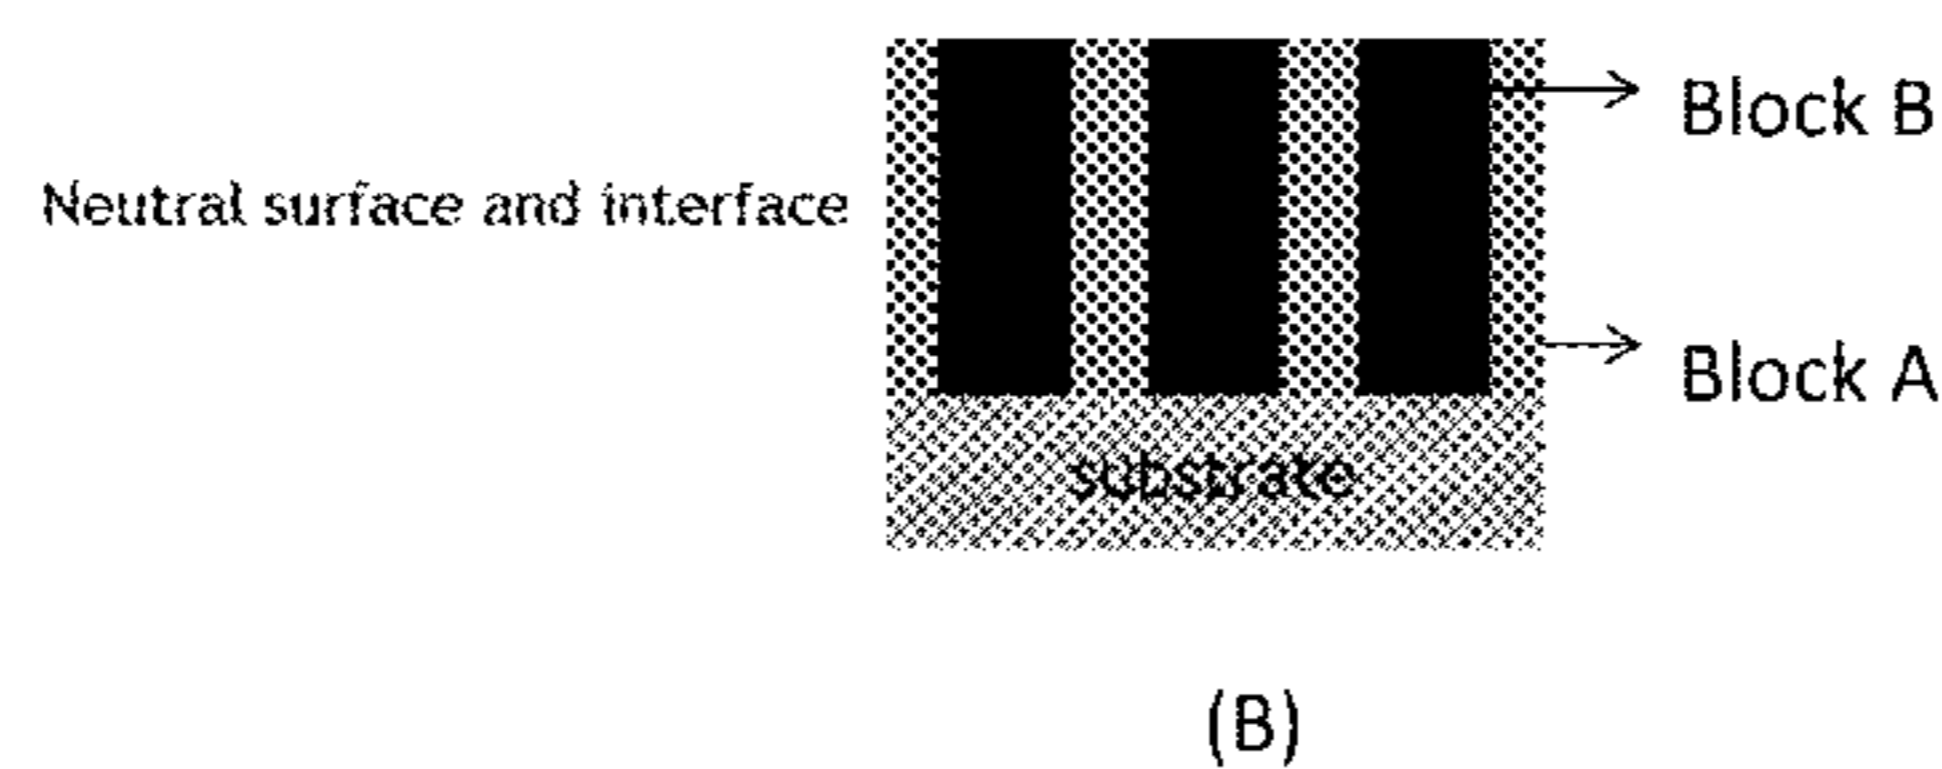 Block B
Neutral surface and interface
Block A
substrate
(B)